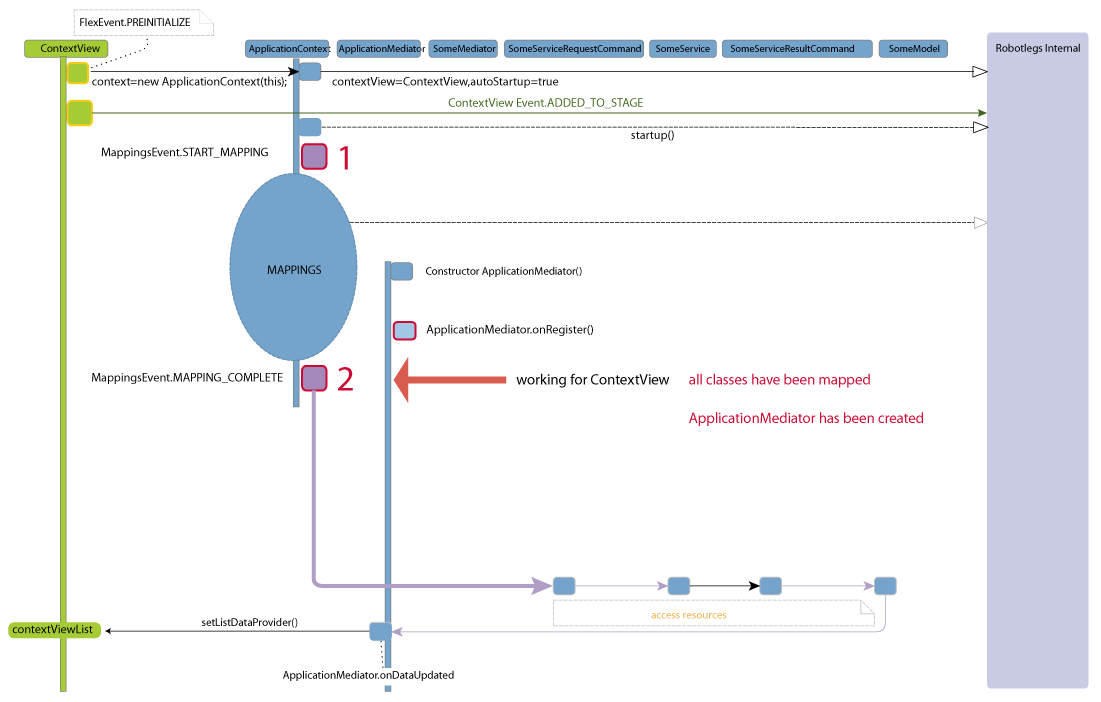 FlexEvent.PREINITIALIZE
ContextView
ApplicationContext
ApplicationMediator
SomeMediator
SomeServiceRequestCommand
SomeService
SomeServiceResultCommand
SomeModel
Robotlegs Internal
context=new ApplicationContext(this);
contextView=ContextView,autoStartup=true
ContextView Event.ADDED_TO_STAGE
startup()
MappingsEvent.START_MAPPING
1
MAPPINGS
Constructor ApplicationMediator()
ApplicationMediator.onRegister()
MappingsEvent.MAPPING_COMPLETE
2
working for ContextView
all classes have been mapped
ApplicationMediator has been created
access resources
setListDataProvider()
contextViewList
ApplicationMediator.onDataUpdated